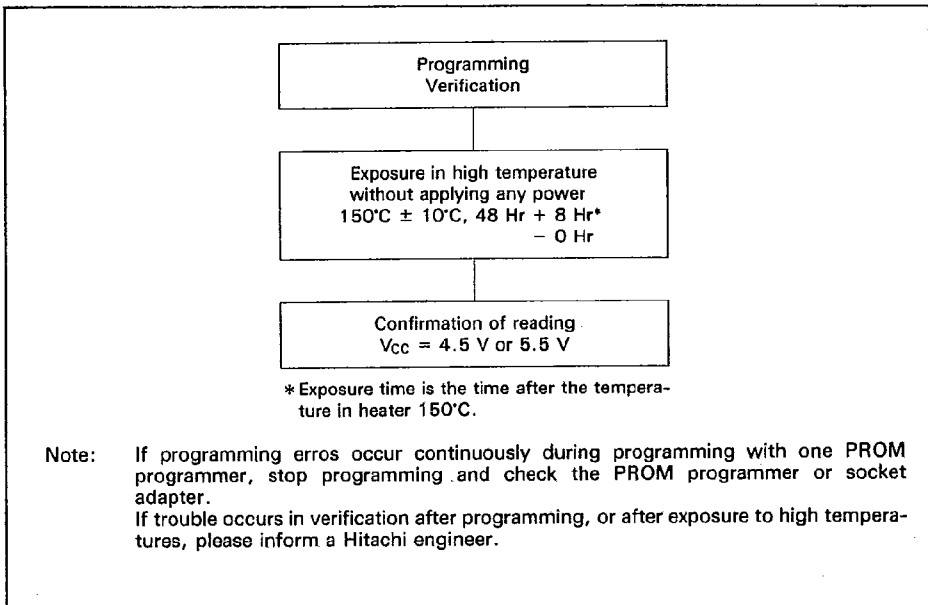 Programming
Verification
Exposure in high temperature
without applying any power
150°C ± 10°C, 48 Hr + 8 Hr*
− 0 Hr
Confirmation of reading
VCC = 4.5 V or 5.5 V
* Exposure time is the time after the tempera-
ture in heater 150°C.
Note: If programming erros occur continuously during programming with one PROM
programmer, stop programming and check the PROM programmer or socket
adapter.
If trouble occurs in verification after programming, or after exposure to high tempera-
tures, please inform a Hitachi engineer.